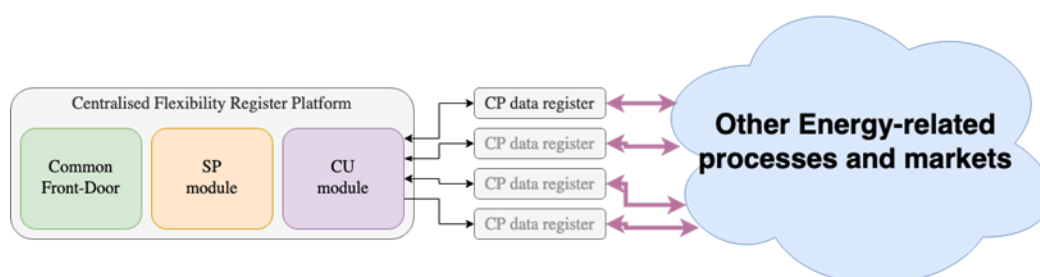 Centralised Flexibility Register Platform
Common
Front-Door
SP
module
CU
module
CP data register
CP data register
CP data register
CP data register
Other Energy-related
processes and markets